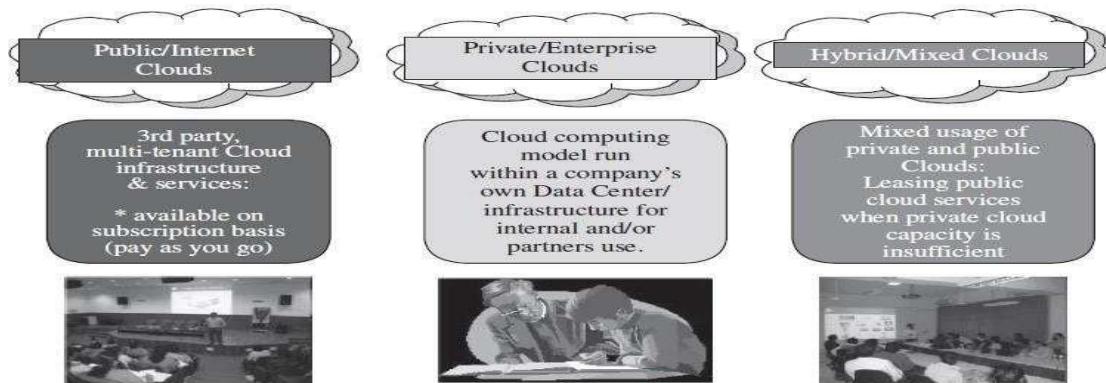 Public/Internet
Clouds
3rd party,
multi-tenant Cloud
infrastructure
& services:
* available on
subscription basis
(pay as you go)
Private/Enterprise
Clouds
Cloud computing
model run
within a company's
own Data Center/
infrastructure for
internal and/or
partners use.
Hybrid/Mixed Clouds
Mixed usage of
private and public
Clouds:
Leasing public
cloud services
when private cloud
capacity is
insufficient